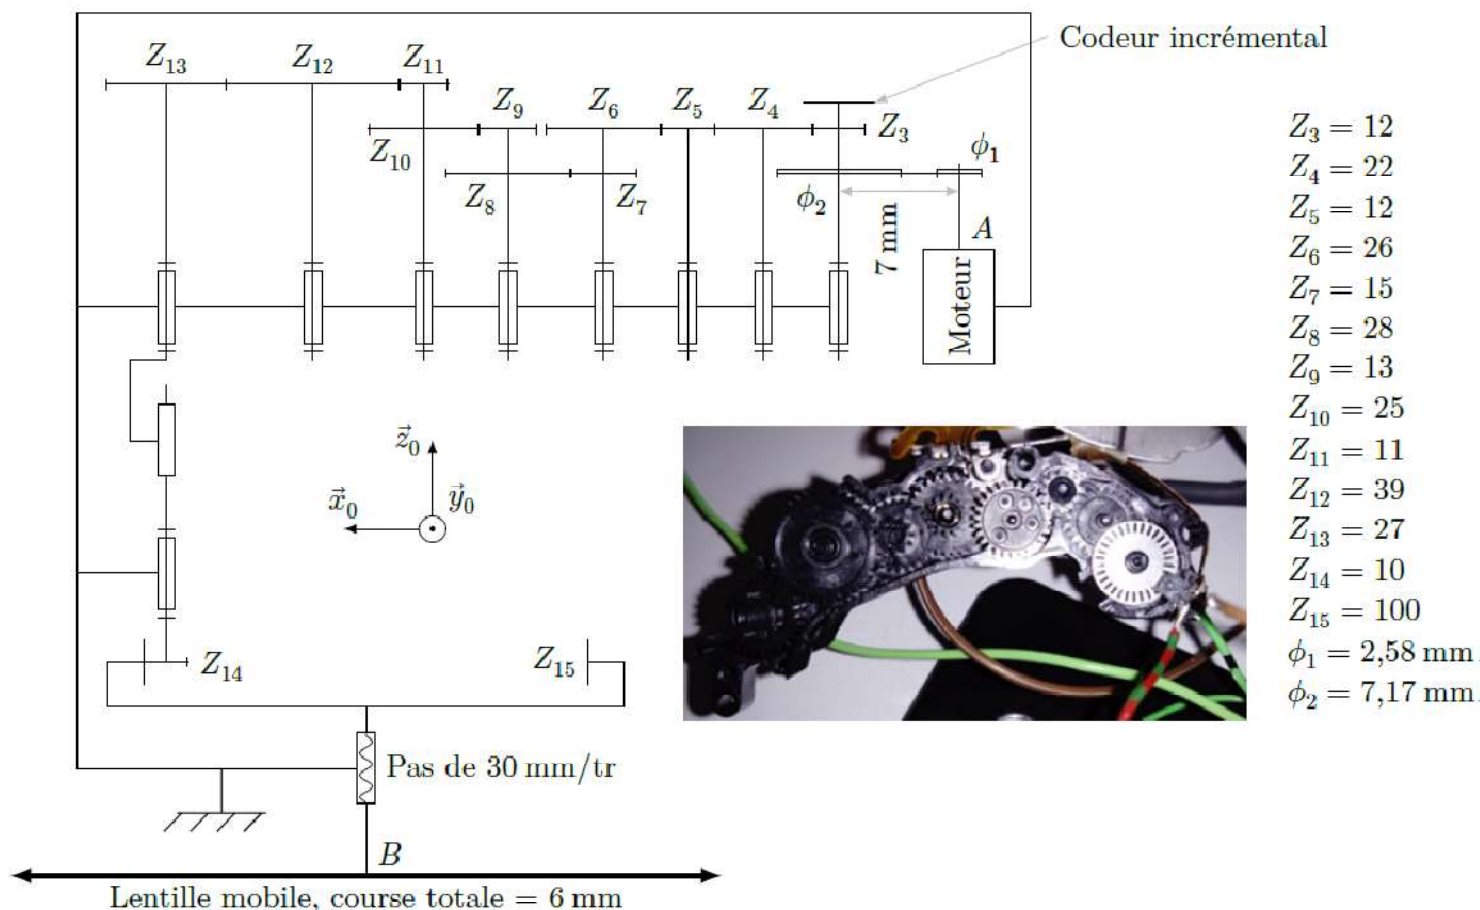 Codeur incrémental
Z₁₃
Z₁₂
Z₁₁
Z₁₀
Z₉
Z₆
Z₅
Z₄
Z₃
Z₈
Z₇
ϕ₂
ϕ₁
7 mm
A
Moteur
z⃗₀
x⃗₀
y⃗₀
Z₁₄
Z₁₅
Pas de 30 mm/tr
B
Lentille mobile, course totale = 6 mm
Z₃ = 12
Z₄ = 22
Z₅ = 12
Z₆ = 26
Z₇ = 15
Z₈ = 28
Z₉ = 13
Z₁₀ = 25
Z₁₁ = 11
Z₁₂ = 39
Z₁₃ = 27
Z₁₄ = 10
Z₁₅ = 100
ϕ₁ = 2,58 mm
ϕ₂ = 7,17 mm